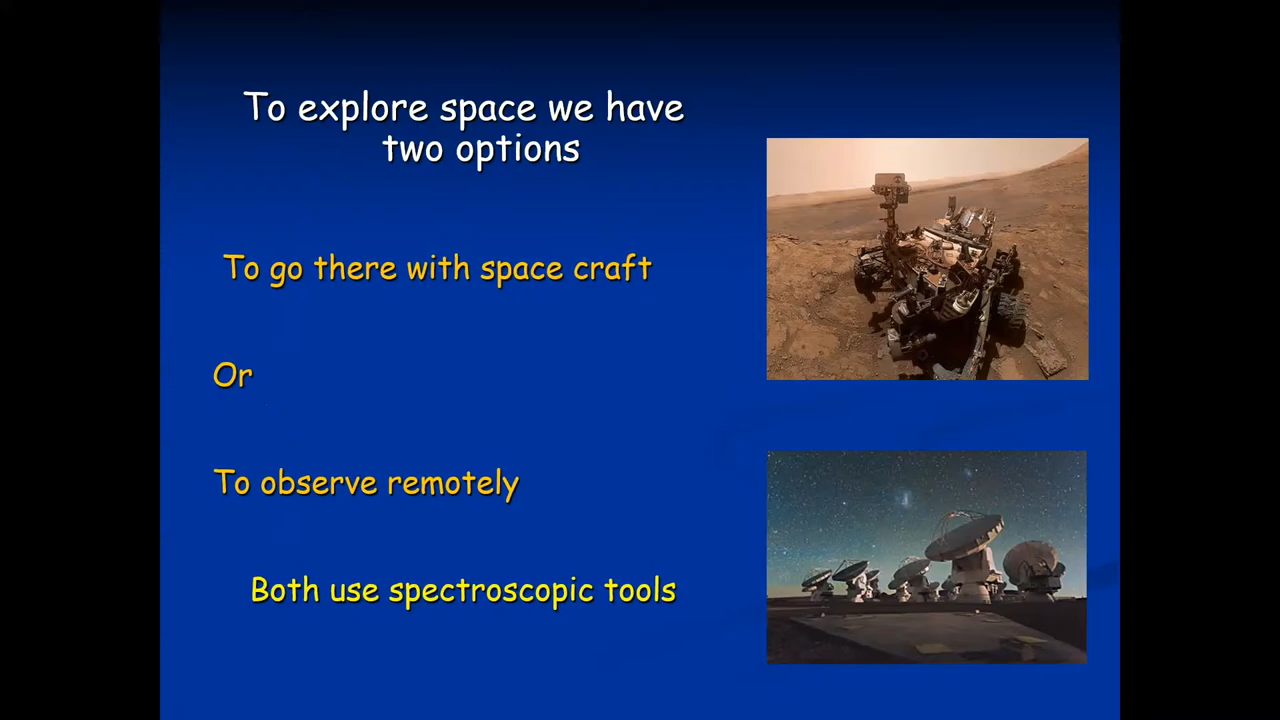 To explore space we have
two options
To go there with space craft
Or
To observe remotely
Both use spectroscopic tools